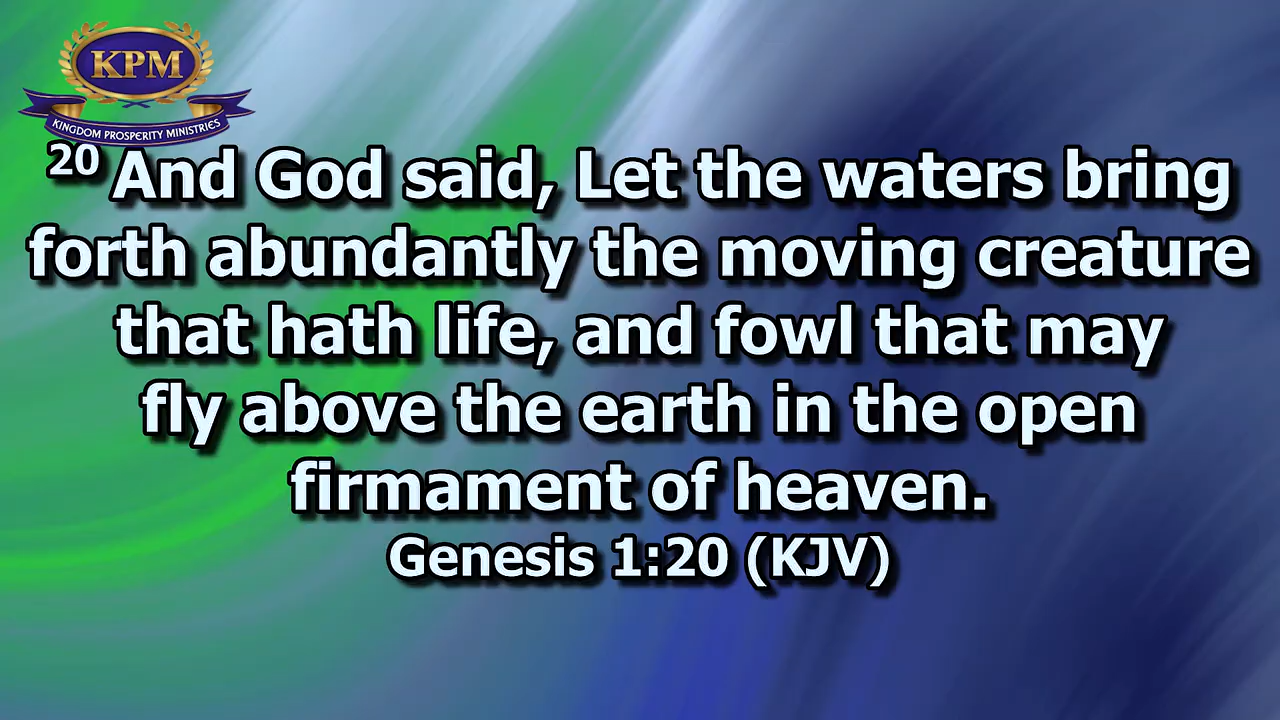 KPM
KINGDOM PROSPERITY MINISTRIES
20 And God said, Let the waters bring
forth abundantly the moving creature
that hath life, and fowl that may
fly above the earth in the open
firmament of heaven.
Genesis 1:20 (KJV)